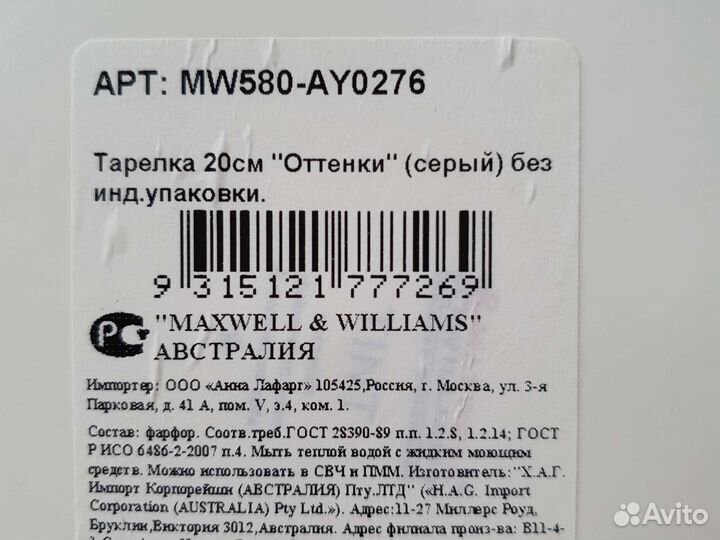 АРТ: MW580-AY0276
Тарелка 20см "Оттенки" (серый) без
инд.упаковки.
9 315121 777269
РС
"MAXWELL & WILLIAMS"
АВСТРАЛИЯ
Импортер: ООО «Анна Лафарг» 105425,Россия, г. Москва, ул. 3-я
Парковая, д. 41 А, пом. V, э.4, ком. 1.
Состав: фарфор. Соотв.треб.ГОСТ 28390-89 п.п. 1.2.8, 1.2.14; ГОСТ
Р ИСО 6486-2-2007 п.4. Мыть теплой водой с жидким моющим
средств. Можно использовать в СВЧ и ПММ. Изготовитель:"Х.А.Г.
Импорт Корпорейшн (АВСТРАЛИЯ) Пту.ЛТД" («H.A.G. Import
Corporation (AUSTRALIA) Pty Ltd.»). Адрес:11-27 Миллерс Роуд,
Бруклин,Виктория 3012,Австралия. Адрес филиала произ-ва: В11-4-
Avito